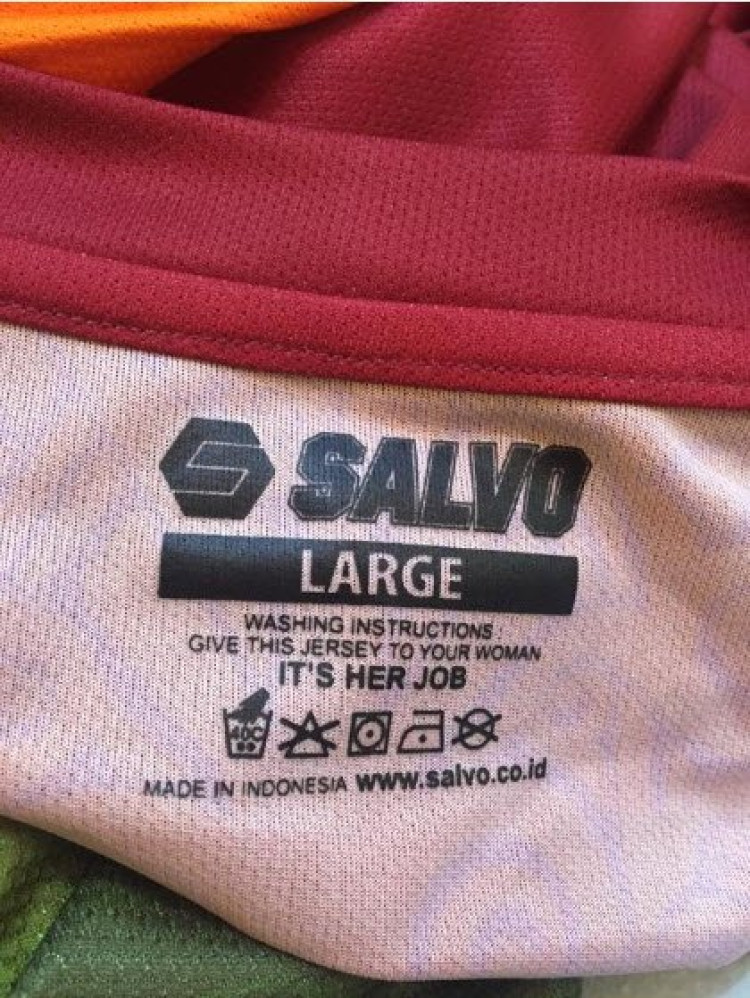 SALVO
LARGE
WASHING INSTRUCTIONS :
GIVE THIS JERSEY TO YOUR WOMAN
IT'S HER JOB
40C
MADE IN INDONESIA www.salvo.co.id